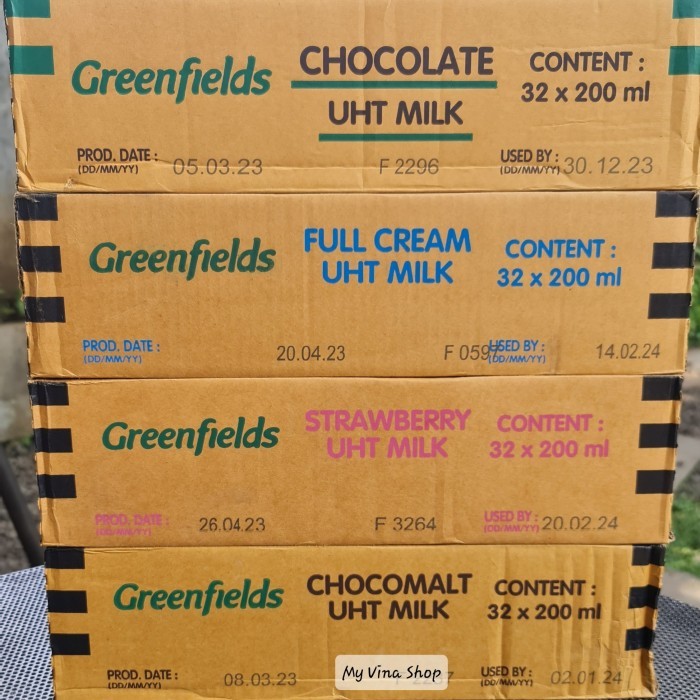 Greenfields
CHOCOLATE
UHT MILK
CONTENT :
32 x 200 ml
PROD. DATE :
(DD/MM/YY)
05.03.23
F 2296
USED BY :
(DD/MM/YY)
30.12.23
Greenfields
FULL CREAM
UHT MILK
CONTENT :
32 x 200 ml
PROD. DATE :
(DD/MM/YY)
20.04.23
USED BY :
(DD/MM/YY)
14.02.24
Greenfields
STRAWBERRY
UHT MILK
CONTENT :
32 x 200 ml
PROD. DATE :
(DD/MM/YY)
26.04.23
F 3264
USED BY :
(DD/MM/YY)
20.02.24
Greenfields
CHOCOMALT
UHT MILK
CONTENT :
32 x 200 ml
PROD. DATE :
(DD/MM/YY)
08.03.23
My Vina Shop
USED BY :
(DD/MM/YY)
02.01.24